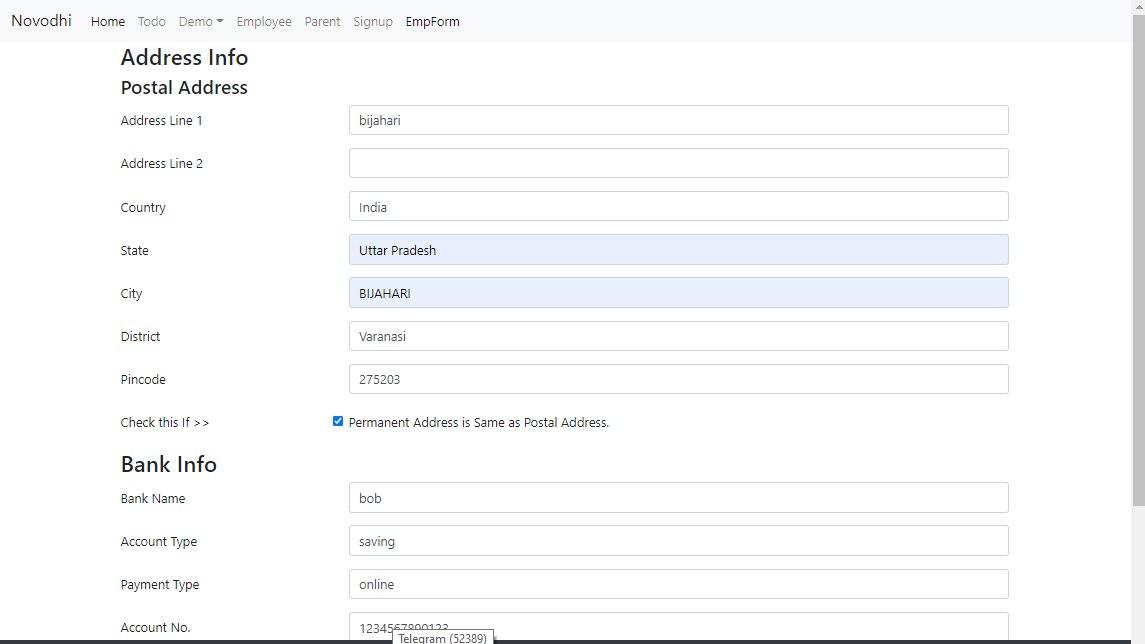 Novodhi Home Todo Demo Employee Parent Signup EmpForm
Address Info
Postal Address
Address Line 1 bijahari
Address Line 2
Country India
State Uttar Pradesh
City BIJAHARI
District Varanasi
Pincode 275203
Check this If >> Permanent Address is Same as Postal Address.
Bank Info
Bank Name bob
Account Type saving
Payment Type online
Account No. 1234567890123
Telegram (52389)